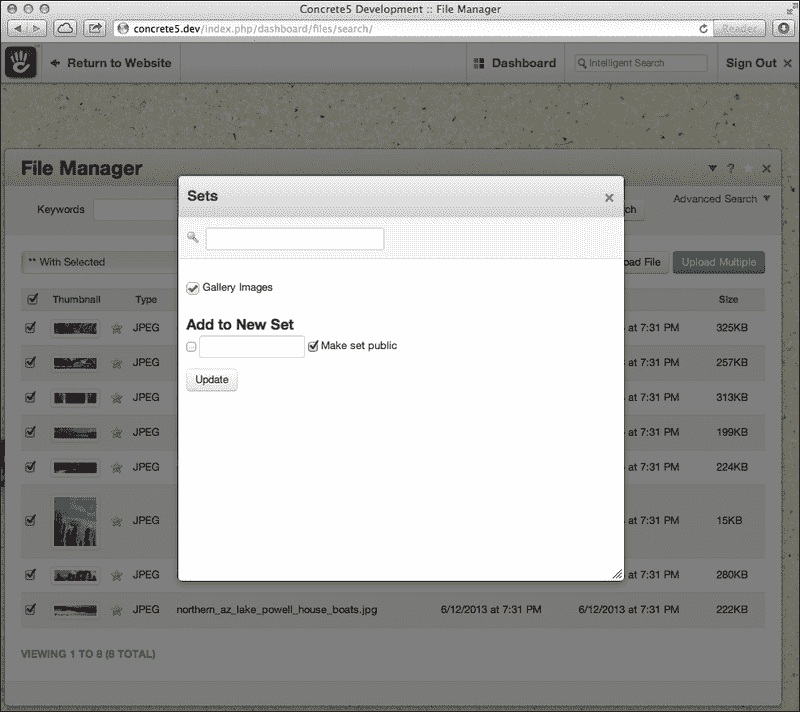 Concrete5 Development :: File Manager
concrete5.dev/index.php/dashboard/files/search/
Reader
Return to Website
Dashboard
Intelligent Search
Sign Out
File Manager
?
Sets
Keywords
rch
Advanced Search
** With Selected
oad File
Upload Multiple
Gallery Images
Thumbnail Type Size
Add to New Set
JPEG at 7:31 PM 325KB
Make set public
JPEG at 7:31 PM 257KB
Update
JPEG at 7:31 PM 313KB
JPEG at 7:31 PM 199KB
JPEG at 7:31 PM 224KB
JPEG at 7:31 PM 15KB
JPEG at 7:31 PM 280KB
JPEG northern_az_lake_powell_house_boats.jpg 6/12/2013 at 7:31 PM 6/12/2013 at 7:31 PM 222KB
VIEWING 1 TO 8 (8 TOTAL)